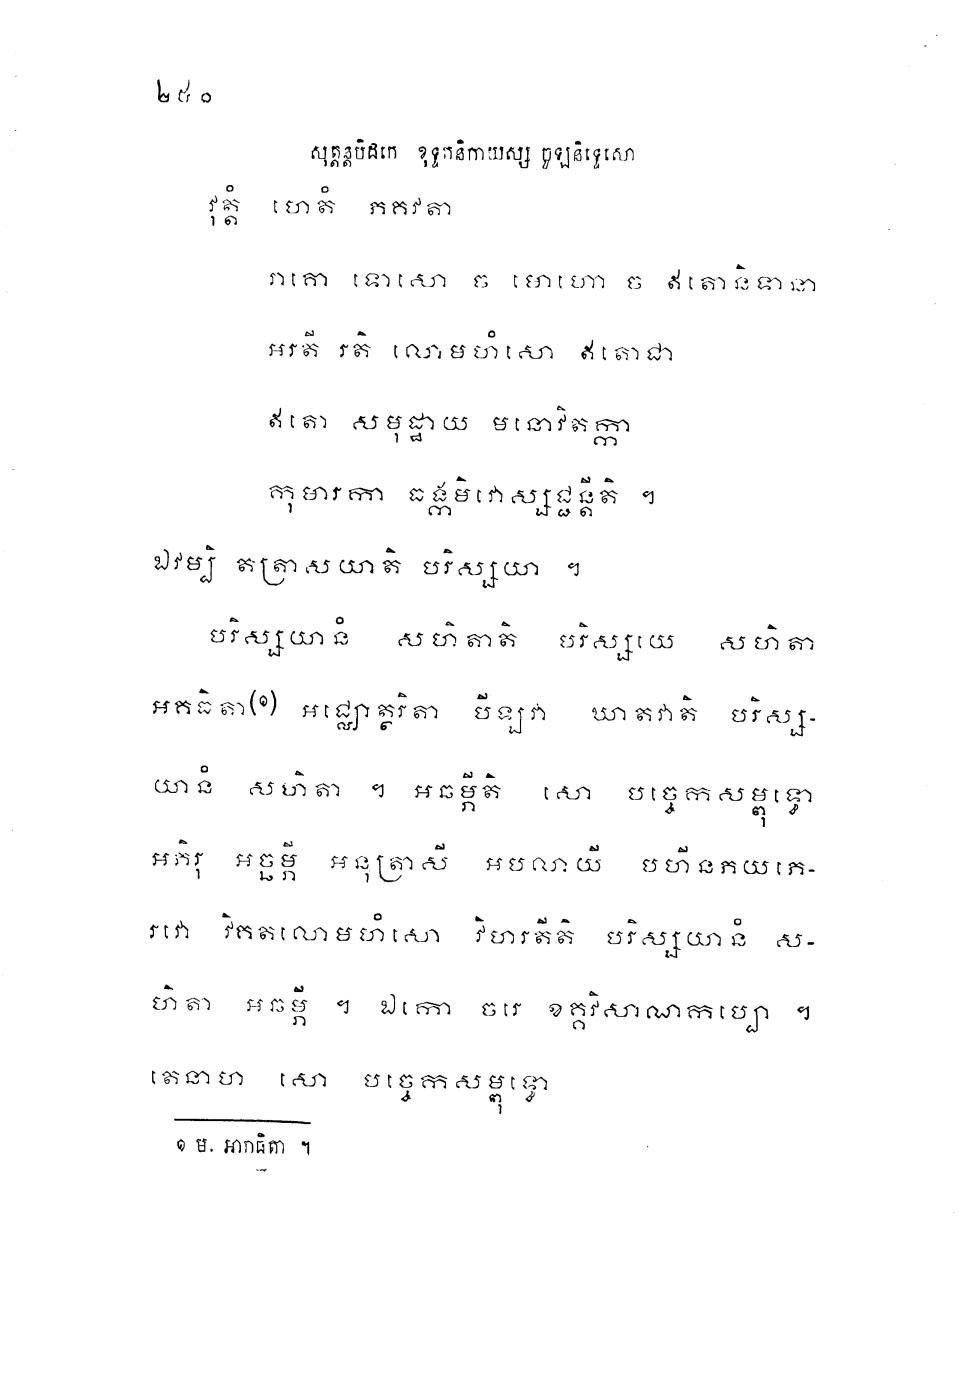 ២៥០
សុត្តន្តបិដកេ ខុទ្ទកនិកាយស្ស ចូឡនិទ្ទេសោ
វុត្តំ ហេតំ ភគវតា
រាគោ ទោសោ ច មោហោ ច ឥតោនិទានា
អរតី រតិ លោមហំសោ ឥតោជា
ឥតោ សមុដ្ឋាយ មនោវិតក្កា
កុមារកា ធង្កមិវោស្សជ្ជន្តីតិ ។
ឯវម្បិ តត្រាសយាតិ បរិស្សយា ។
បរិស្សយានំ សហិតាតិ បរិស្សយេ សហិតា
អភធិតា(១) អជ្ឈោត្ថរិតា បីឡវា ឃាតវាតិ បរិស្ស-
យានំ សហិតា ។ អឆម្ភីតិ សោ បច្ចេកសម្ពុទ្ធោ
អភិរុ អច្ឆម្ភី អនុត្រាសី អបលាយី បហីនភយភេ-
រវោ វិគតលោមហំសោ វិហរតីតិ បរិស្សយានំ ស-
ហិតា អឆម្ភី ។ ឯកោ ចរេ ខគ្គវិសាណកប្បោ ។
តេនាហ សោ បច្ចេកសម្ពុទ្ធោ
១ ម. អារាធិតា ។